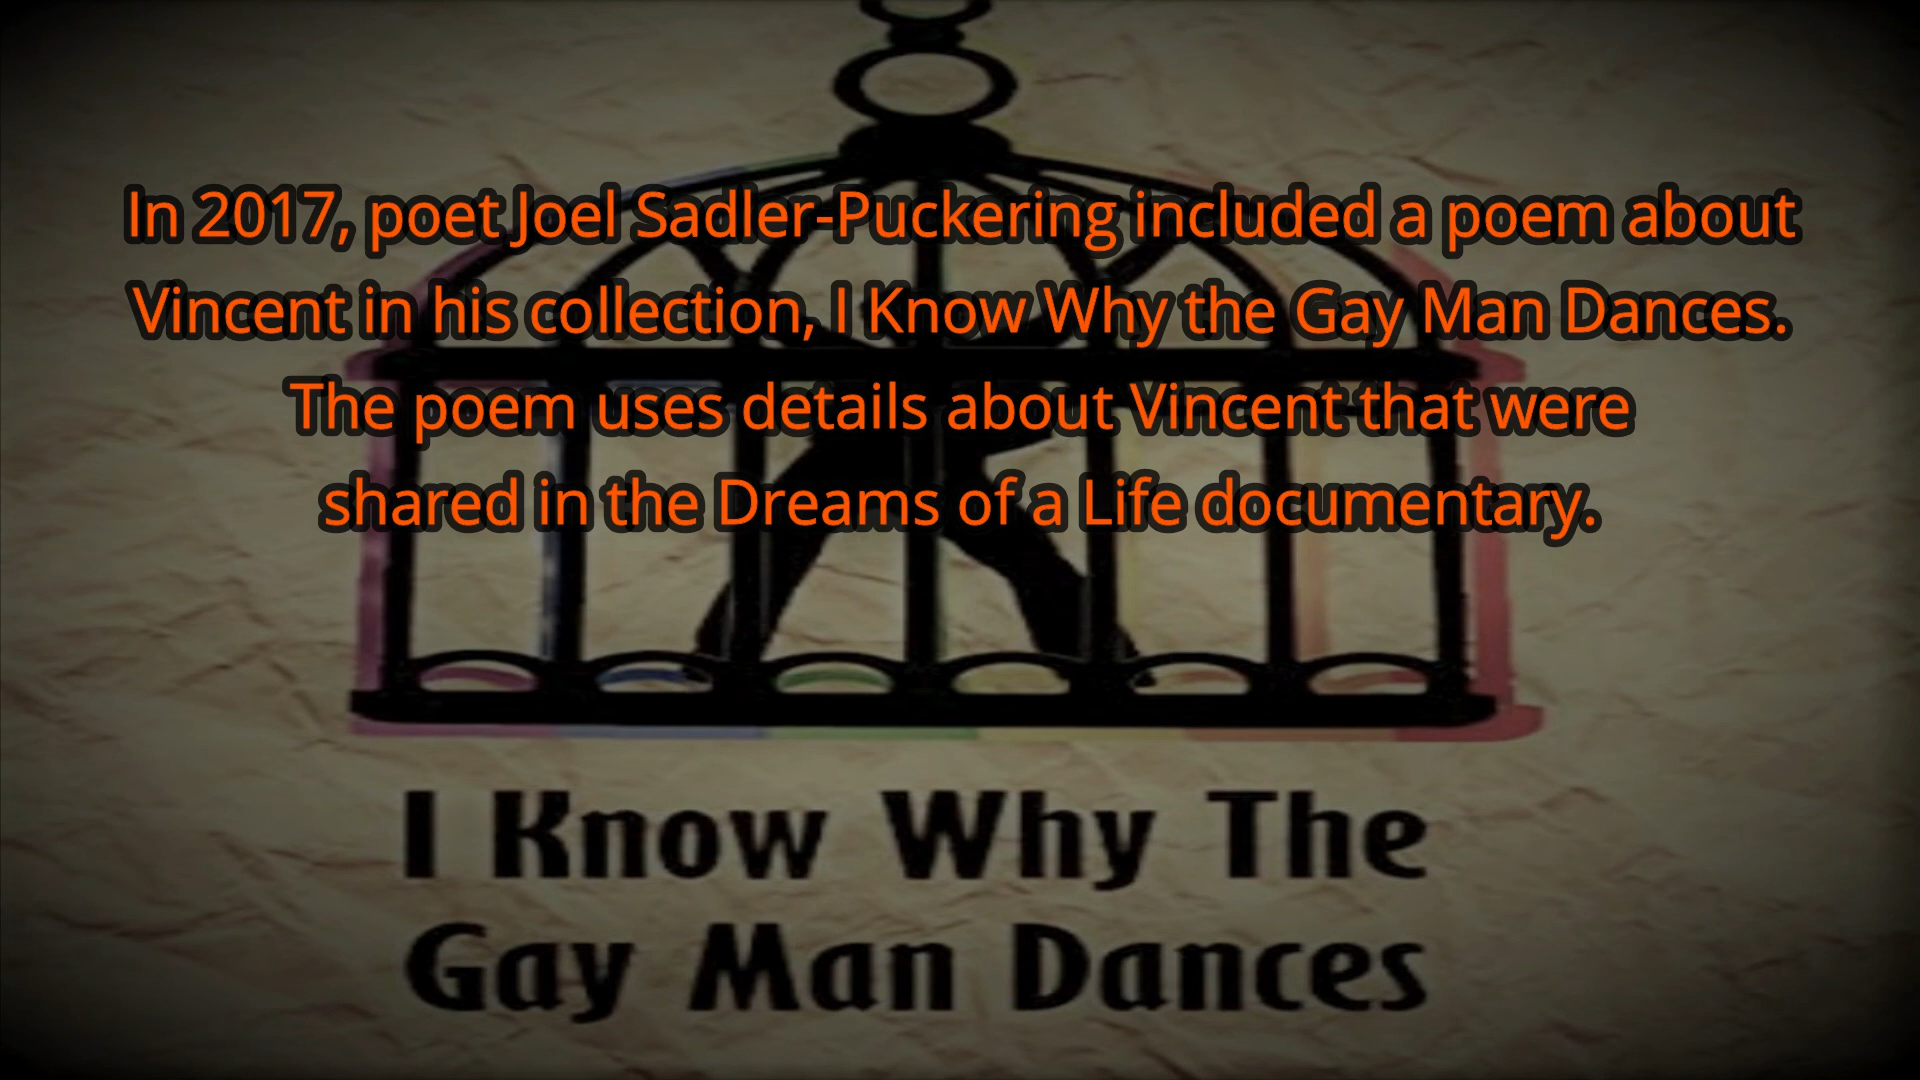 In 2017, poet Joel Sadler-Puckering included a poem about
Vincent in his collection, I Know Why the Gay Man Dances.
The poem uses details about Vincent that were
shared in the Dreams of a Life documentary.
I Know Why The
Gay Man Dances